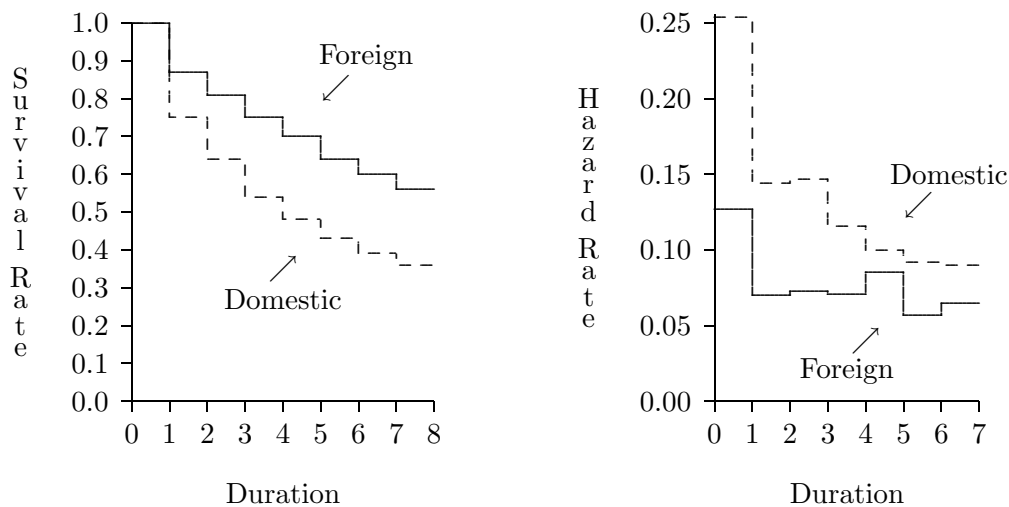 Survival Rate
1.0
0.9
0.8
0.7
0.6
0.5
0.4
0.3
0.2
0.1
0.0
Foreign
Domestic
0 1 2 3 4 5 6 7 8
Duration
Hazard Rate
0.25
0.20
0.15
0.10
0.05
0.00
Domestic
Foreign
0 1 2 3 4 5 6 7
Duration